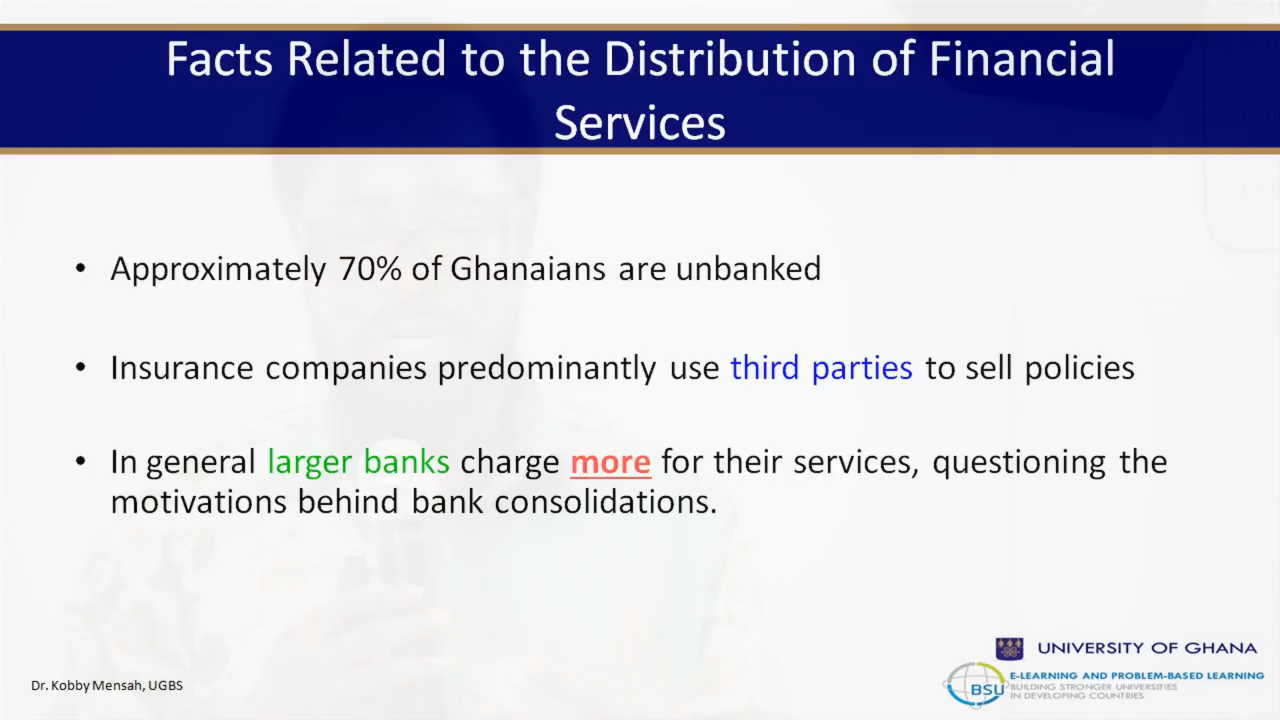 Facts Related to the Distribution of Financial
Services
• Approximately 70% of Ghanaians are unbanked
• Insurance companies predominantly use third parties to sell policies
• In general larger banks charge more for their services, questioning the
motivations behind bank consolidations.
UNIVERSITY OF GHANA
BSU
E-LEARNING AND PROBLEM-BASED LEARNING
BUILDING STRONGER UNIVERSITIES
IN DEVELOPING COUNTRIES
Dr. Kobby Mensah, UGBS